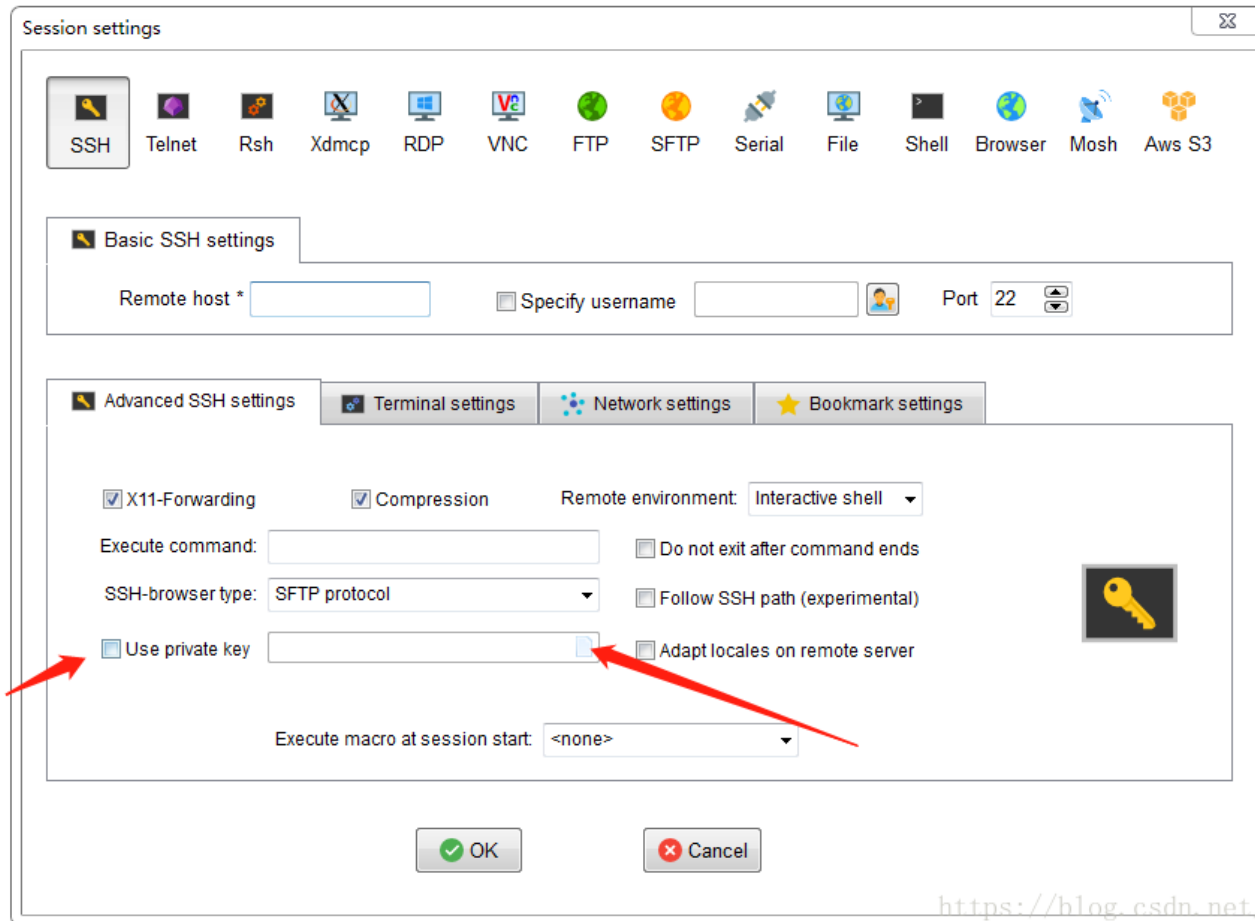 Session settings
SSH Telnet Rsh Xdmcp RDP VNC FTP SFTP Serial File Shell Browser Mosh Aws S3
Basic SSH settings
Remote host * Specify username Port 22
Advanced SSH settings Terminal settings Network settings Bookmark settings
X11-Forwarding Compression Remote environment: Interactive shell
Execute command: Do not exit after command ends
SSH-browser type: SFTP protocol Follow SSH path (experimental)
Use private key Adapt locales on remote server
Execute macro at session start: <none>
OK Cancel
https://blog.csdn.net